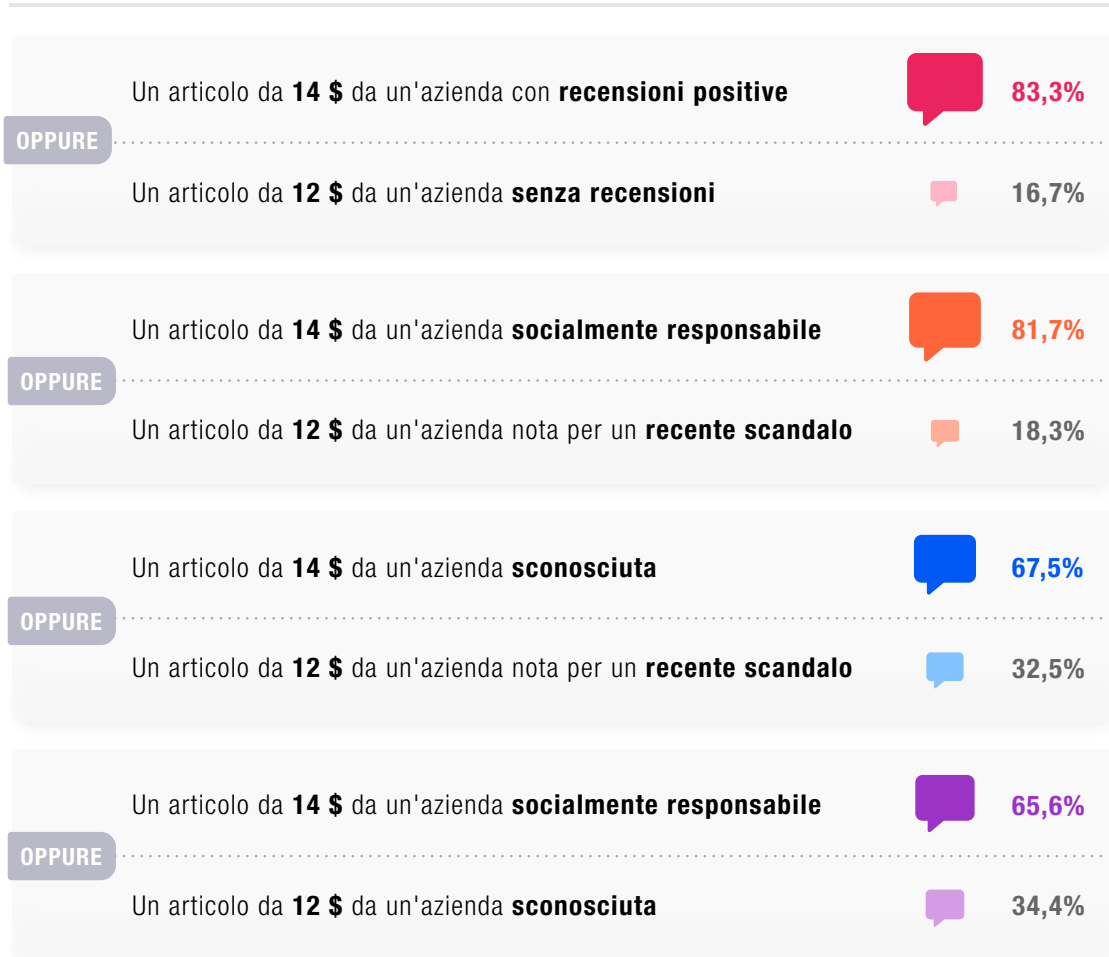 Un articolo da 14 $ da un'azienda con recensioni positive 83,3%
OPPURE
Un articolo da 12 $ da un'azienda senza recensioni 16,7%
Un articolo da 14 $ da un'azienda socialmente responsabile 81,7%
OPPURE
Un articolo da 12 $ da un'azienda nota per un recente scandalo 18,3%
Un articolo da 14 $ da un'azienda sconosciuta 67,5%
OPPURE
Un articolo da 12 $ da un'azienda nota per un recente scandalo 32,5%
Un articolo da 14 $ da un'azienda socialmente responsabile 65,6%
OPPURE
Un articolo da 12 $ da un'azienda sconosciuta 34,4%